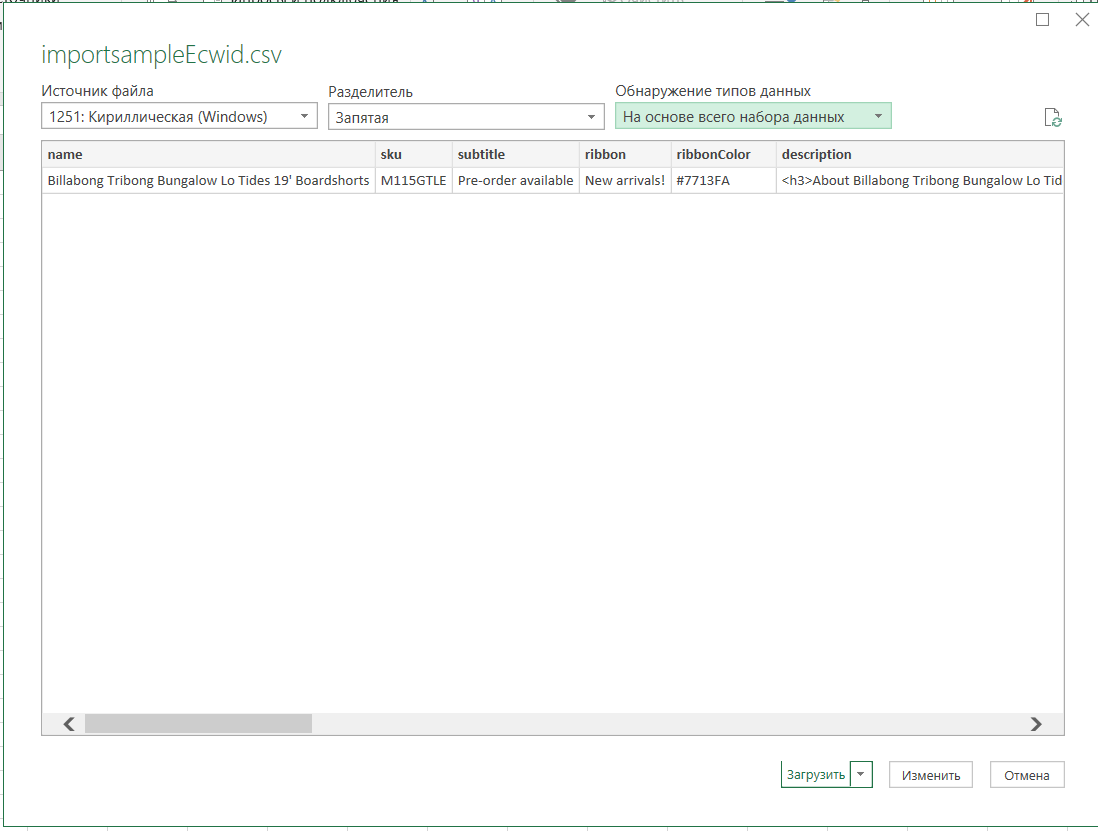 importsampleEcwid.csv
Источник файла Разделитель Обнаружение типов данных
1251: Кириллическая (Windows) Запятая На основе всего набора данных
name sku subtitle ribbon ribbonColor description
Billabong Tribong Bungalow Lo Tides 19' Boardshorts M115GTLE Pre-order available New arrivals! #7713FA <h3>About Billabong Tribong Bungalow Lo Tid
Загрузить Изменить Отмена